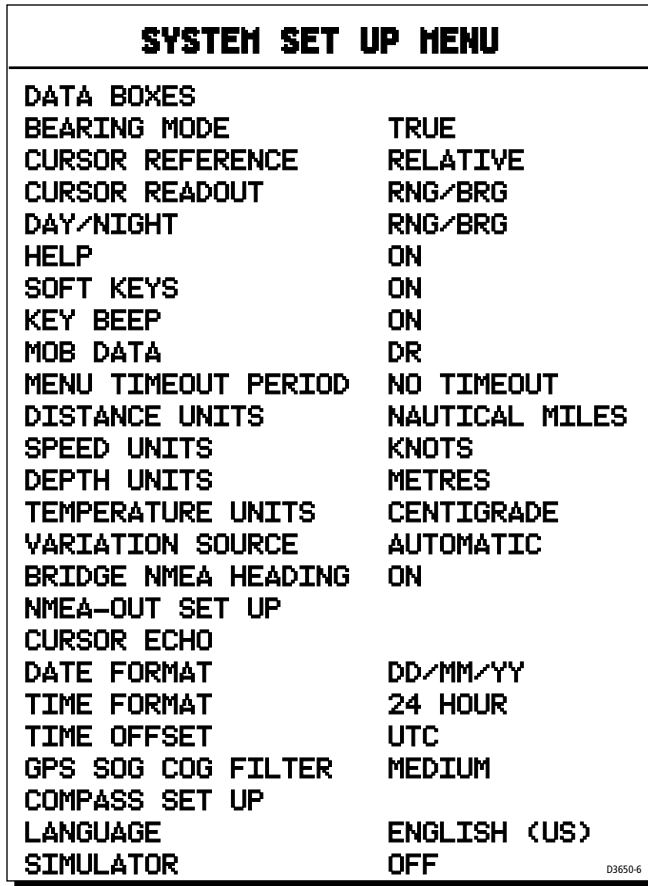 SYSTEM SET UP MENU
DATA BOXES
BEARING MODE TRUE
CURSOR REFERENCE RELATIVE
CURSOR READOUT RNG/BRG
DAY/NIGHT RNG/BRG
HELP ON
SOFT KEYS ON
KEY BEEP ON
MOB DATA DR
MENU TIMEOUT PERIOD NO TIMEOUT
DISTANCE UNITS NAUTICAL MILES
SPEED UNITS KNOTS
DEPTH UNITS METRES
TEMPERATURE UNITS CENTIGRADE
VARIATION SOURCE AUTOMATIC
BRIDGE NMEA HEADING ON
NMEA-OUT SET UP
CURSOR ECHO
DATE FORMAT DD/MM/YY
TIME FORMAT 24 HOUR
TIME OFFSET UTC
GPS SOG COG FILTER MEDIUM
COMPASS SET UP
LANGUAGE ENGLISH (US)
SIMULATOR OFF
D3650-6